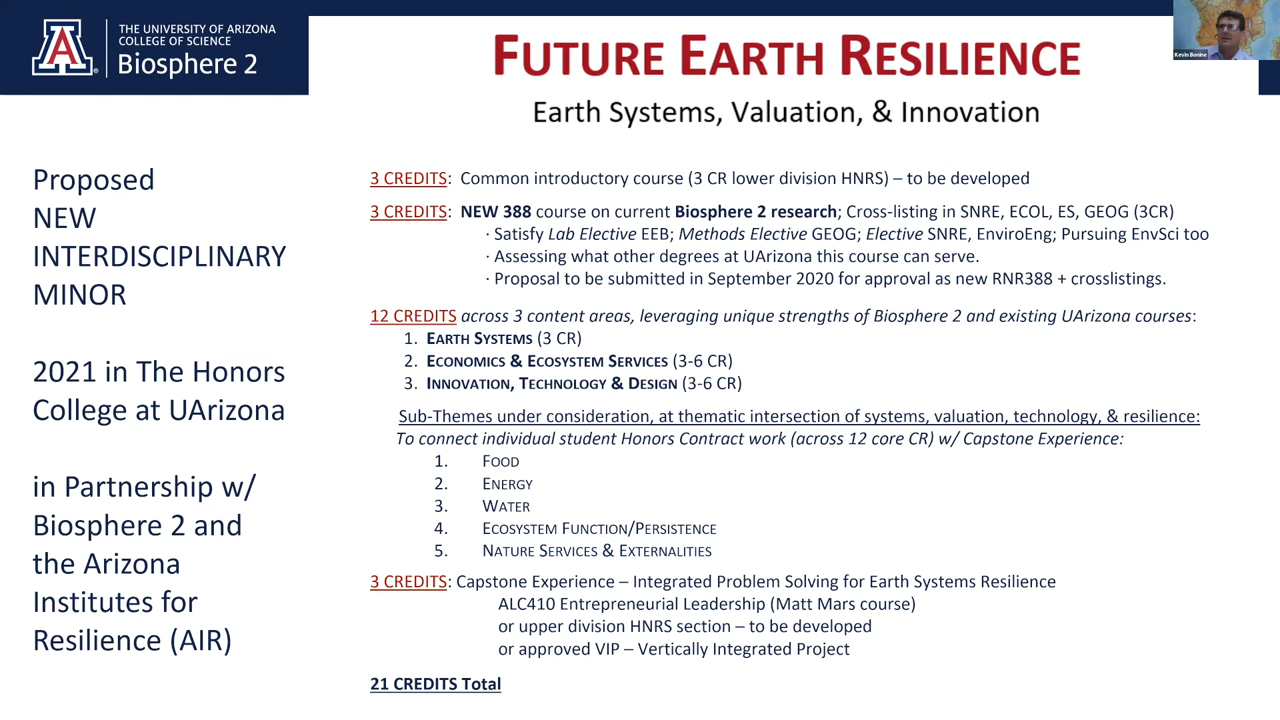 THE UNIVERSITY OF ARIZONA
COLLEGE OF SCIENCE
Biosphere 2
FUTURE EARTH RESILIENCE
Earth Systems, Valuation, & Innovation
Kevin Bonine
Proposed
NEW
INTERDISCIPLINARY
MINOR
2021 in The Honors
College at UArizona
in Partnership w/
Biosphere 2 and
the Arizona
Institutes for
Resilience (AIR)
3 CREDITS: Common introductory course (3 CR lower division HNRS) – to be developed
3 CREDITS: NEW 388 course on current Biosphere 2 research; Cross-listing in SNRE, ECOL, ES, GEOG (3CR)
· Satisfy Lab Elective EEB; Methods Elective GEOG; Elective SNRE, EnviroEng; Pursuing EnvSci too
· Assessing what other degrees at UArizona this course can serve.
· Proposal to be submitted in September 2020 for approval as new RNR388 + crosslistings.
12 CREDITS across 3 content areas, leveraging unique strengths of Biosphere 2 and existing UArizona courses:
1. EARTH SYSTEMS (3 CR)
2. ECONOMICS & ECOSYSTEM SERVICES (3-6 CR)
3. INNOVATION, TECHNOLOGY & DESIGN (3-6 CR)
Sub-Themes under consideration, at thematic intersection of systems, valuation, technology, & resilience:
To connect individual student Honors Contract work (across 12 core CR) w/ Capstone Experience:
1. FOOD
2. ENERGY
3. WATER
4. ECOSYSTEM FUNCTION/PERSISTENCE
5. NATURE SERVICES & EXTERNALITIES
3 CREDITS: Capstone Experience – Integrated Problem Solving for Earth Systems Resilience
ALC410 Entrepreneurial Leadership (Matt Mars course)
or upper division HNRS section – to be developed
or approved VIP – Vertically Integrated Project
21 CREDITS Total